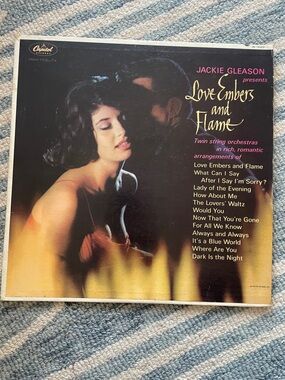 Capitol
JACKIE GLEASON
presents
Love Embers
and
Flame
Twin string orchestras
in rich, romantic
arrangements of
Love Embers and Flame
What Can I Say
After I Say I'm Sorry?
Lady of the Evening
How About Me
The Lovers' Waltz
Would You
Now That You're Gone
For All We Know
Always and Always
It's a Blue World
Where Are You
Dark Is the Night